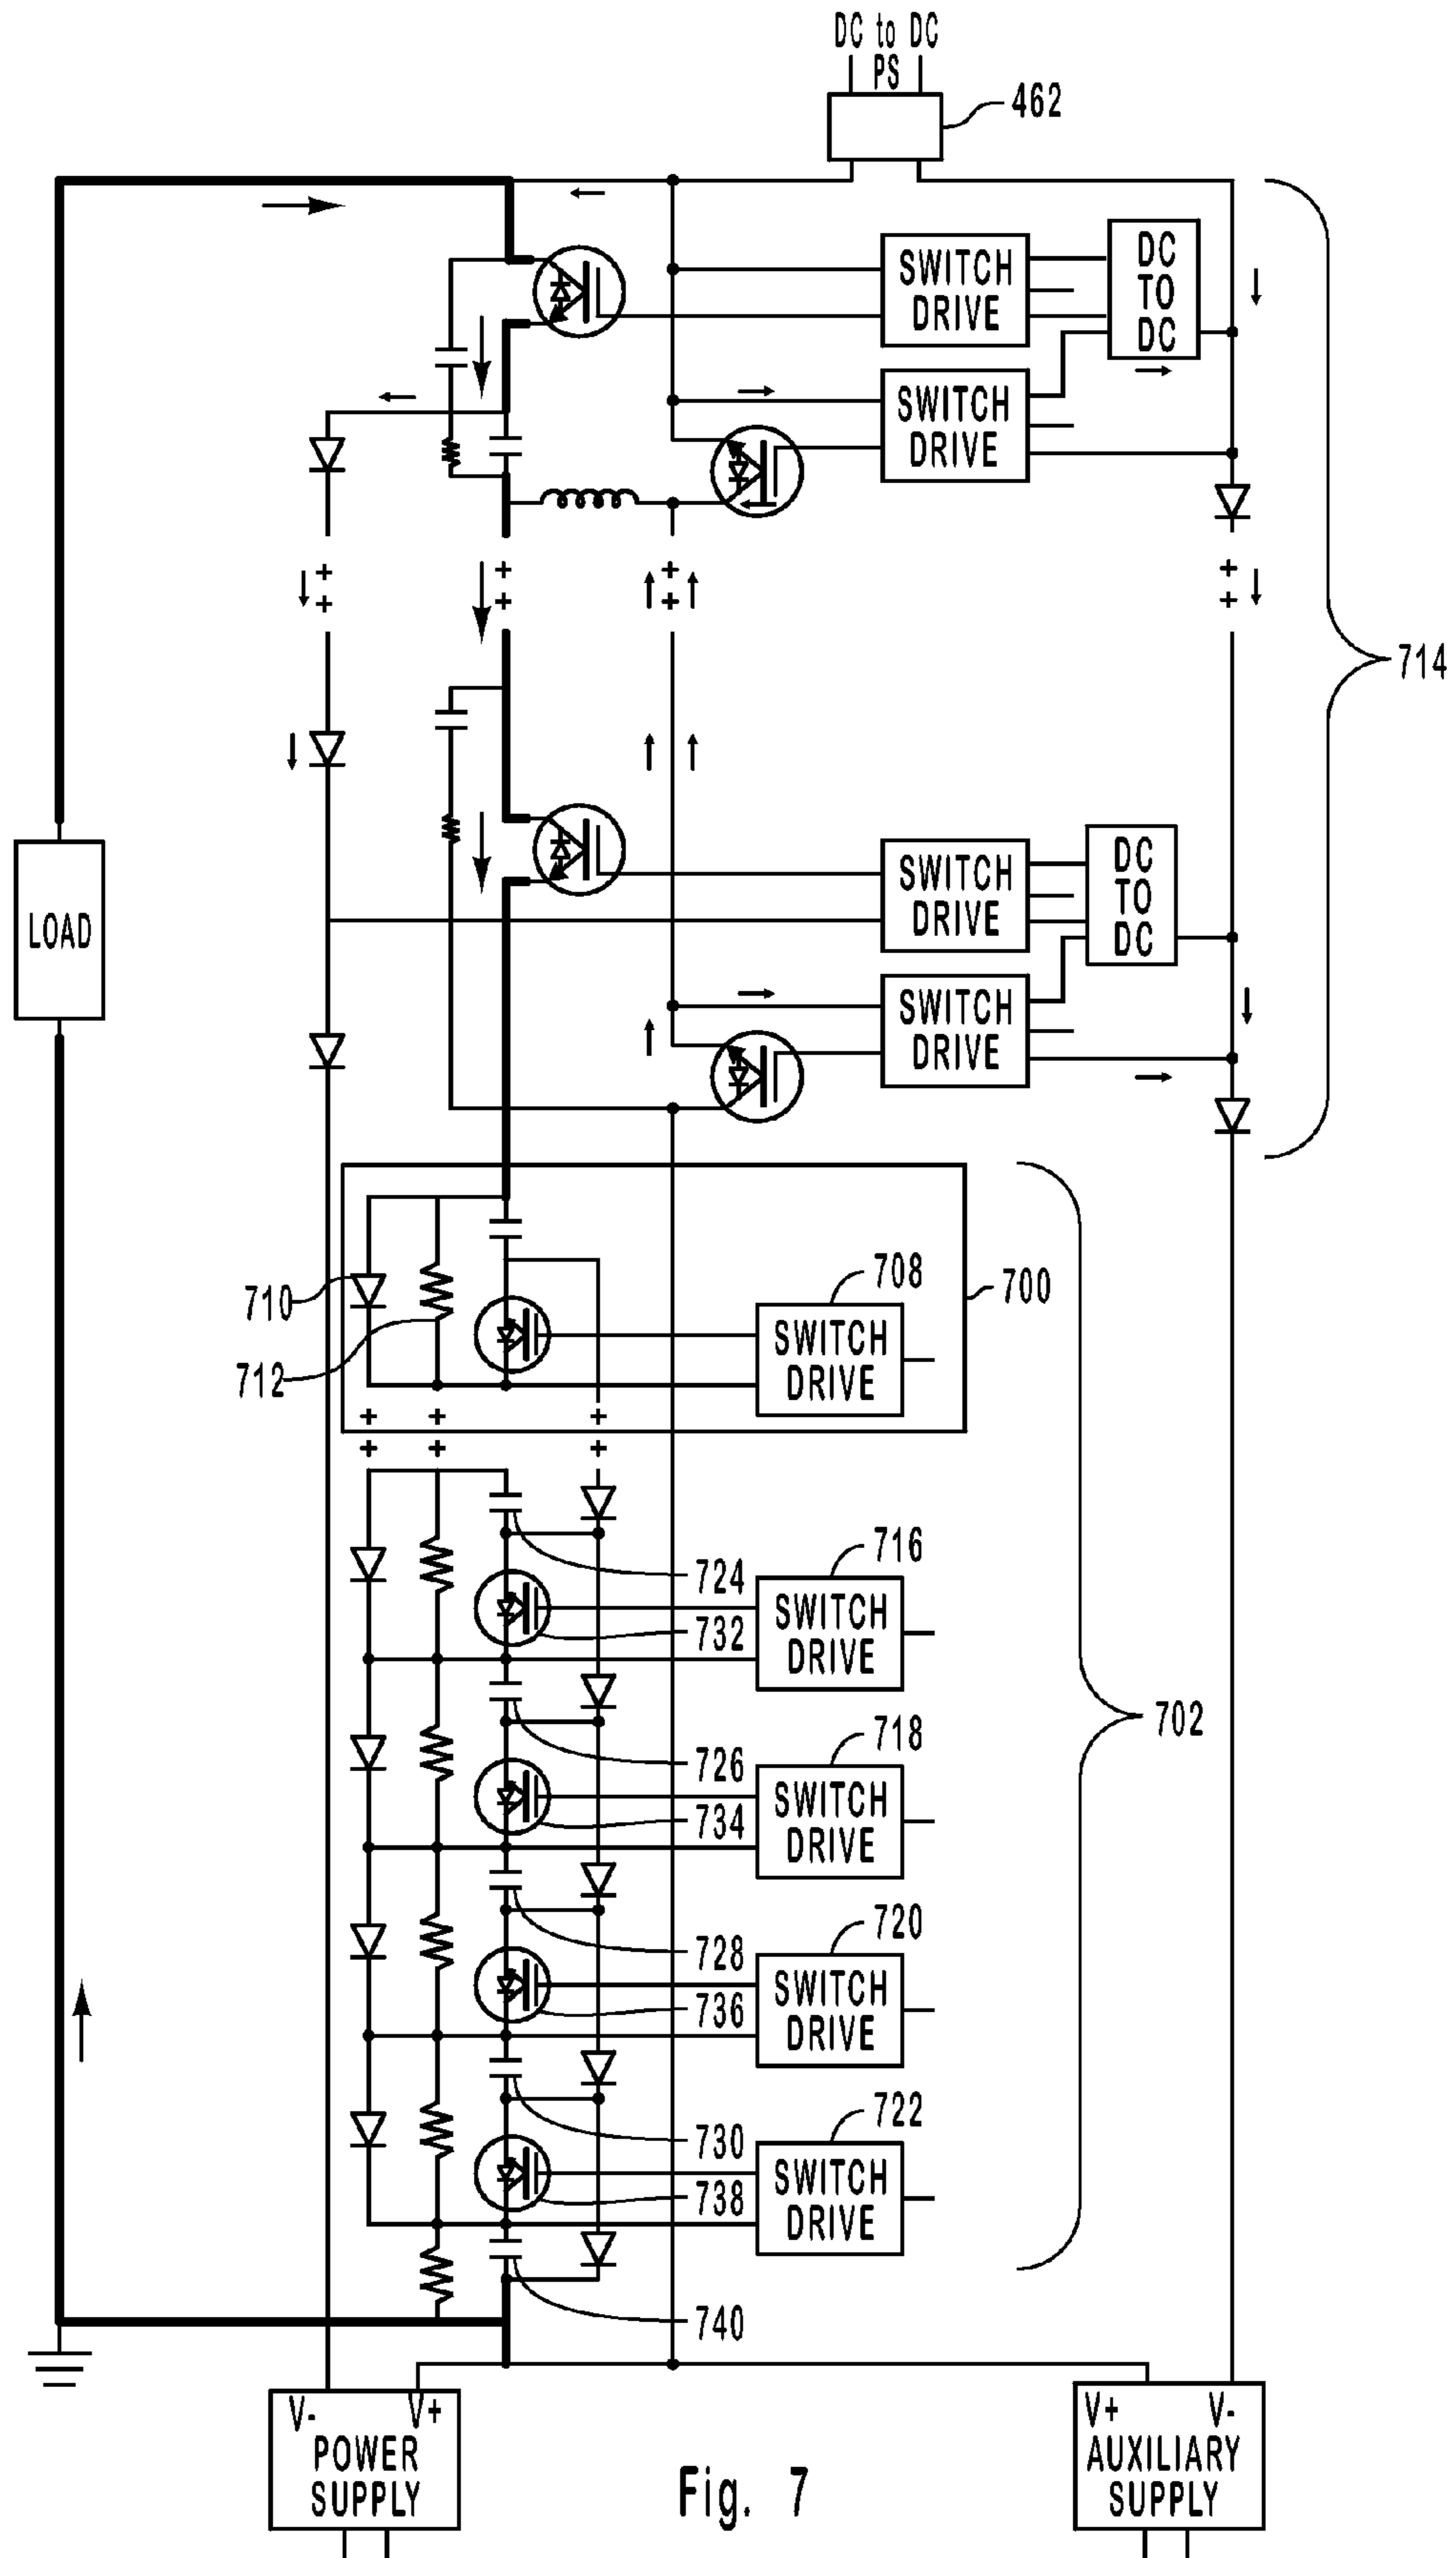 DC to DC
PS
462
SWITCH
DRIVE
DC
TO
DC
SWITCH
DRIVE
+ + + +
+ + + +
714
LOAD
SWITCH
DRIVE
DC
TO
DC
SWITCH
DRIVE
708
700
710
SWITCH
DRIVE
712
+ + +
+ + +
716
724
SWITCH
DRIVE
732
702
718
726
SWITCH
DRIVE
734
720
728
SWITCH
DRIVE
736
722
730
SWITCH
DRIVE
738
740
V- V+
POWER
SUPPLY
V+ V-
AUXILIARY
SUPPLY
Fig. 7